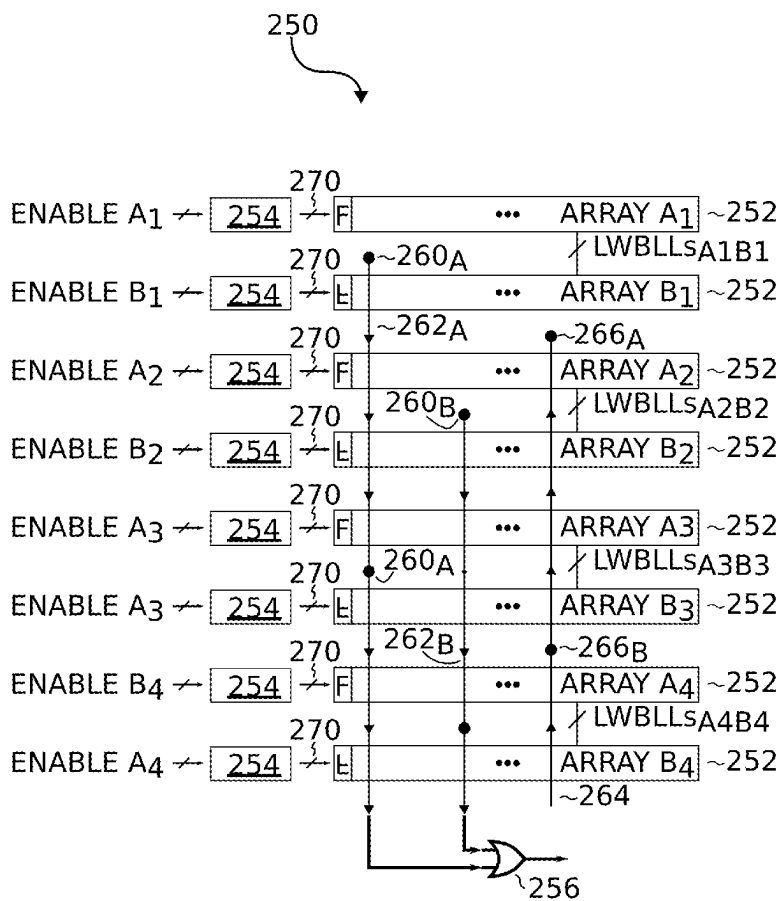 250
270
ENABLE A1 254 F ••• ARRAY A1 252
260A LWBLLsA1B1
270
ENABLE B1 254 F ••• ARRAY B1 252
262A 266A
270
ENABLE A2 254 F ••• ARRAY A2 252
260B LWBLLsA2B2
270
ENABLE B2 254 F ••• ARRAY B2 252
270
ENABLE A3 254 F ••• ARRAY A3 252
260A LWBLLsA3B3
270
ENABLE A3 254 F ••• ARRAY B3 252
262B 266B
270
ENABLE B4 254 F ••• ARRAY A4 252
LWBLLsA4B4
270
ENABLE A4 254 F ••• ARRAY B4 252
264
256